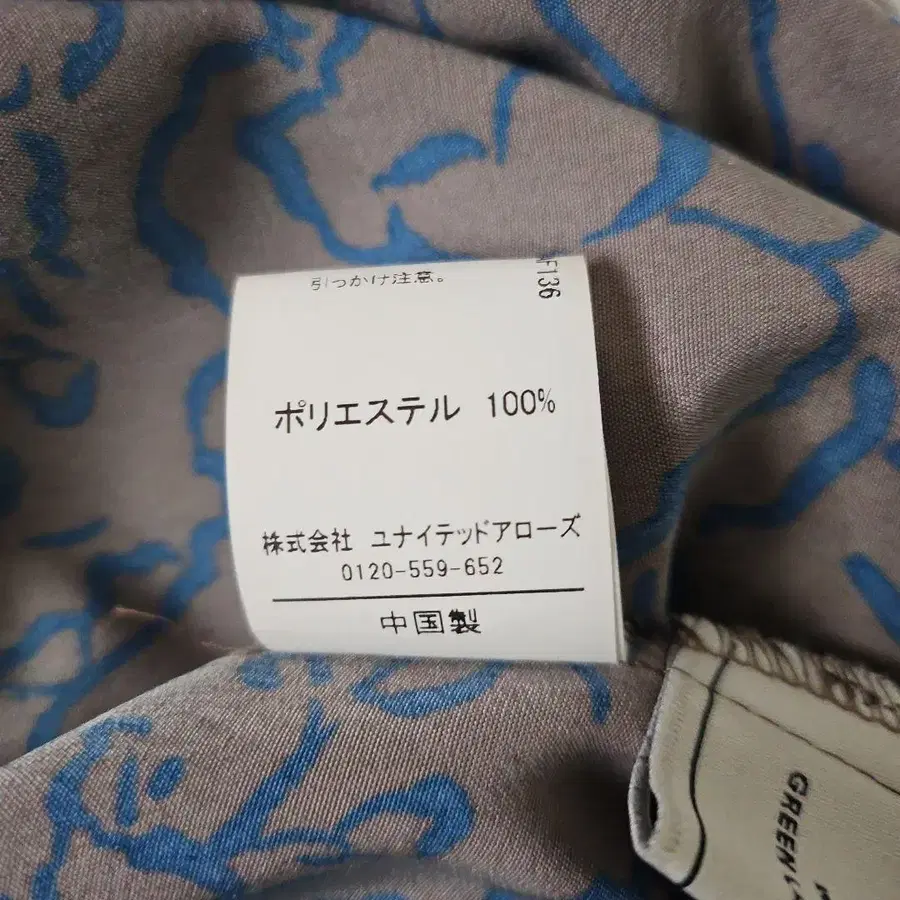 引っかけ注意。
F136
ポリエステル 100%
株式会社 ユナイテッドアローズ
0120-559-652
中国製
GREEN